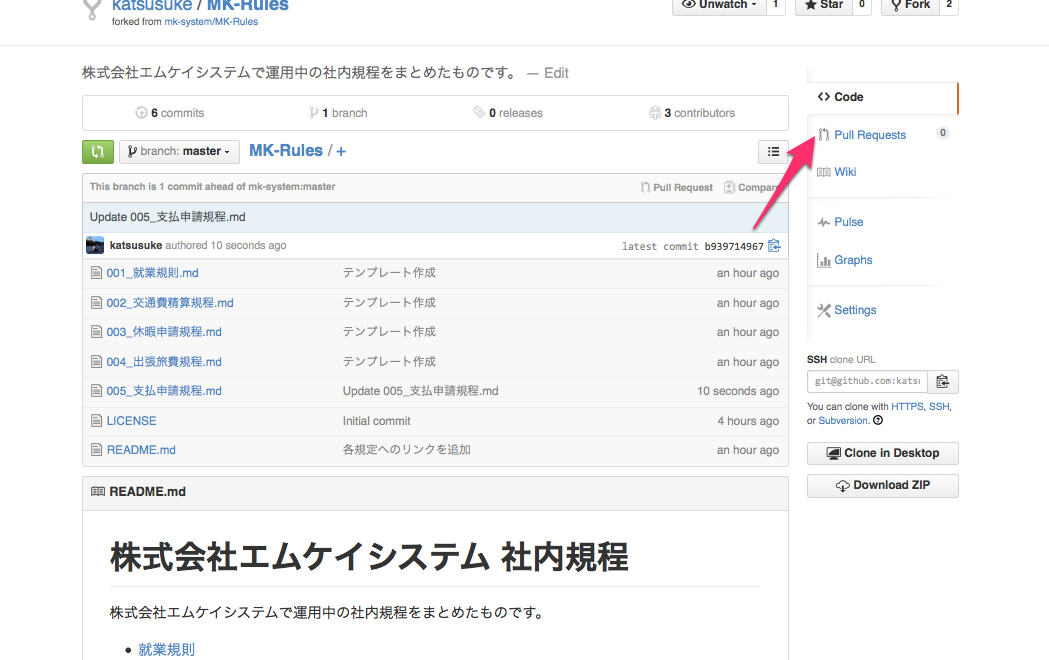 katsusuke / MK-Rules
forked from mk-system/MK-Rules
Unwatch 1 Star 0 Fork 2
株式会社エムケイシステムで運用中の社内規程をまとめたものです。 — Edit
6 commits 1 branch 0 releases 3 contributors
branch: master MK-Rules / +
This branch is 1 commit ahead of mk-system:master Pull Request Compare
Update 005_支払申請規程.md
katsusuke authored 10 seconds ago latest commit b939714967
001_就業規則.md テンプレート作成 an hour ago
002_交通費精算規程.md テンプレート作成 an hour ago
003_休暇申請規程.md テンプレート作成 an hour ago
004_出張旅費規程.md テンプレート作成 an hour ago
005_支払申請規程.md Update 005_支払申請規程.md 10 seconds ago
LICENSE Initial commit 4 hours ago
README.md 各規定へのリンクを追加 an hour ago
README.md
株式会社エムケイシステム 社内規程
株式会社エムケイシステムで運用中の社内規程をまとめたものです。
• 就業規則
Code
Pull Requests 0
Wiki
Pulse
Graphs
Settings
SSH clone URL
git@github.com:katsu
You can clone with HTTPS, SSH,
or Subversion.
Clone in Desktop
Download ZIP